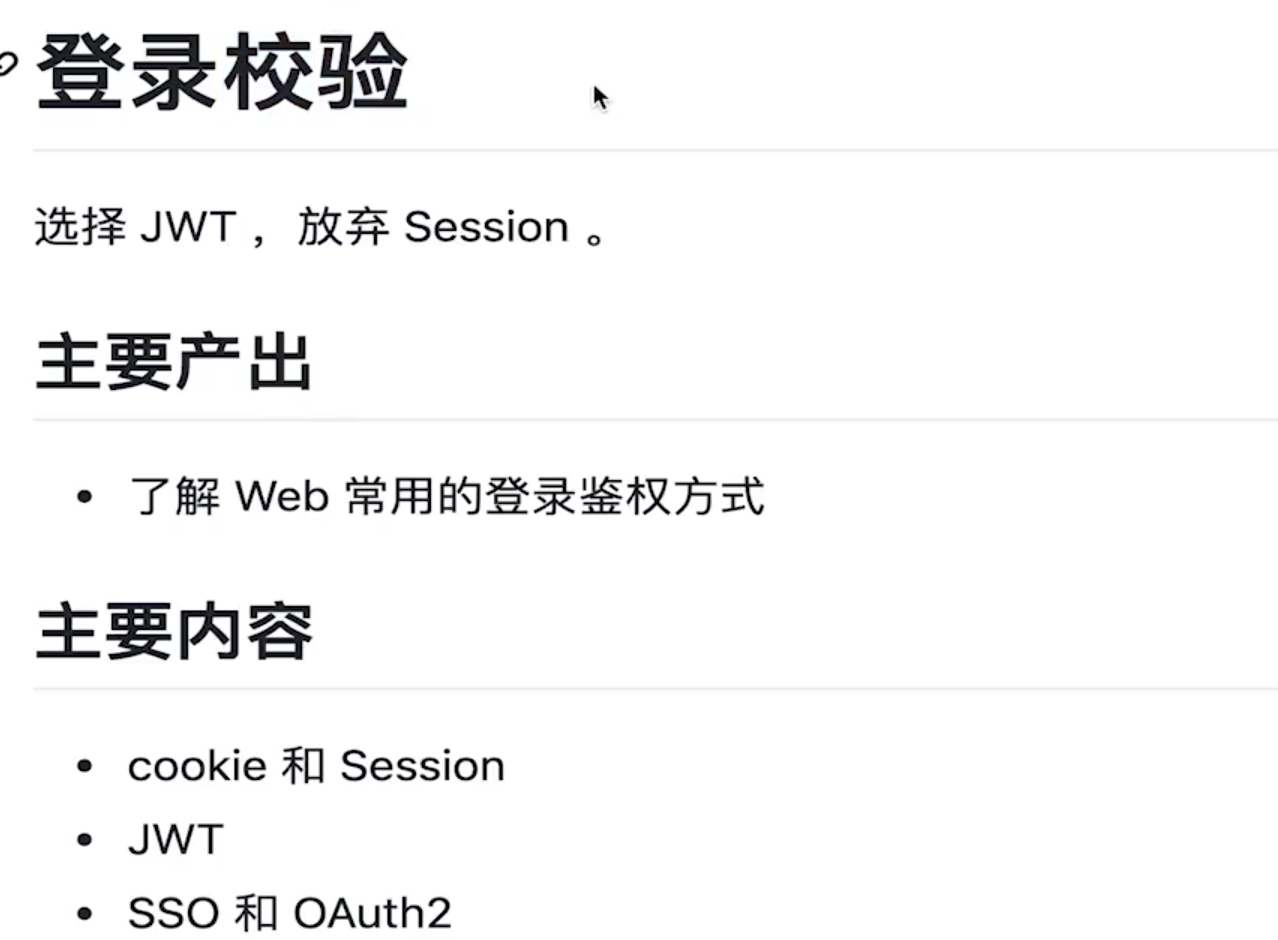 登录校验
选择 JWT ，放弃 Session 。
主要产出
了解 Web 常用的登录鉴权方式
主要内容
cookie 和 Session
JWT
SSO 和 OAuth2